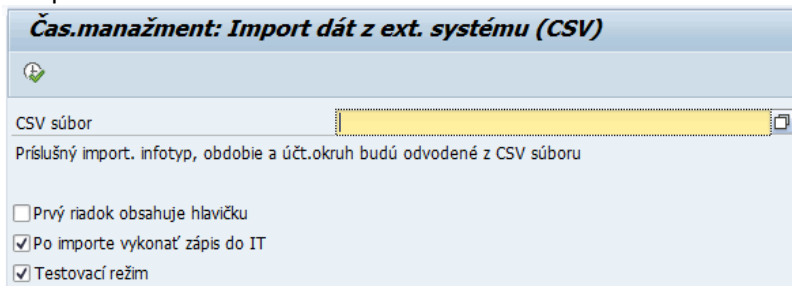 Čas.manažment: Import dát z ext. systému (CSV)
CSV súbor
Príslušný import. infotyp, obdobie a účt.okruh budú odvodené z CSV súboru
Prvý riadok obsahuje hlavičku
Po importe vykonať zápis do IT
Testovací režim